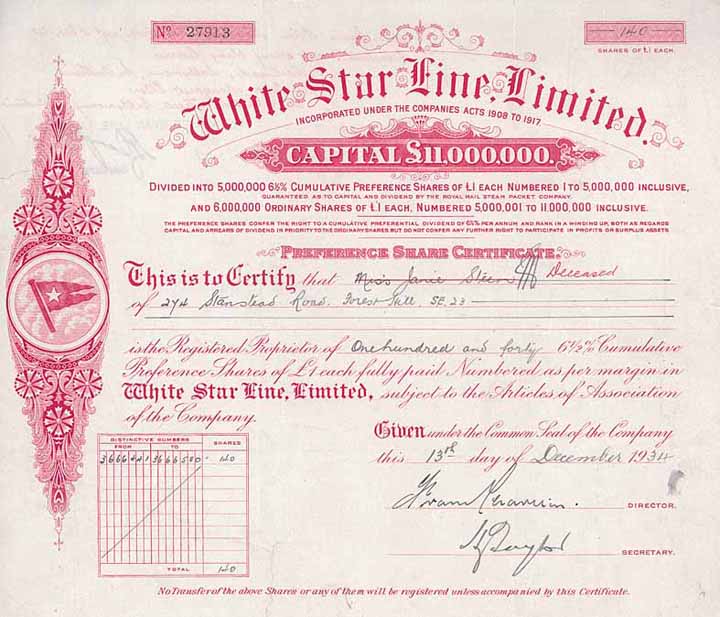 No 27913
140
SHARES OF £1 EACH.
White Star Line, Limited.
INCORPORATED UNDER THE COMPANIES ACTS 1908 TO 1917.
CAPITAL £11,000,000.
DIVIDED INTO 5,000,000 6½% CUMULATIVE PREFERENCE SHARES OF £1 EACH NUMBERED 1 TO 5,000,000 INCLUSIVE,
GUARANTEED AS TO CAPITAL AND DIVIDEND BY THE ROYAL MAIL STEAM PACKET COMPANY.
AND 6,000,000 ORDINARY SHARES OF £1 EACH, NUMBERED 5,000,001 TO 11,000,000 INCLUSIVE.
THE PREFERENCE SHARES CONFER THE RIGHT TO A CUMULATIVE PREFERENTIAL DIVIDEND OF 6½% PER ANNUM AND RANK IN A WINDING UP, BOTH AS REGARDS
CAPITAL AND ARREARS OF DIVIDEND IN PRIORITY TO THE ORDINARY SHARES BUT DO NOT CONFER ANY FURTHER RIGHT TO PARTICIPATE IN PROFITS OR SURPLUS ASSETS
PREFERENCE SHARE CERTIFICATE.
This is to Certify that Miss Janie Steens Deceased
of 274 Stanstead Road. Forest Hill SE.23
is the Registered Proprietor of One hundred and forty 6½% Cumulative
Preference Shares of £1 each fully paid Numbered as per margin in
White Star Line, Limited, subject to the Articles of Association
of the Company.
Given under the Common Seal of the Company
this 13th day of December 1934
DISTINCTIVE NUMBERS SHARES
FROM TO
3666441 3666580 140
TOTAL 140
DIRECTOR.
SECRETARY.
No Transfer of the above Shares or any of them will be registered unless accompanied by this Certificate.